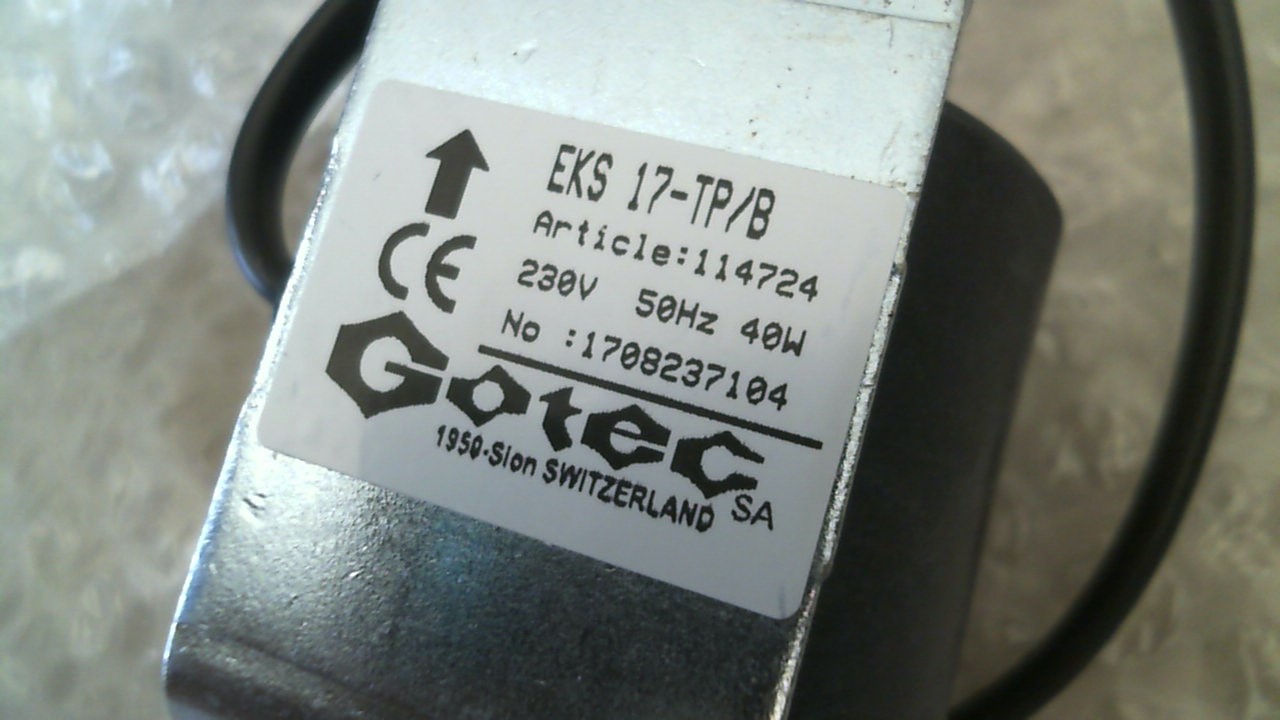 EKS 17-TP/B
Article:114724
230V 50Hz 40W
No :1708237104
CE
Gotec SA
1950-Sion SWITZERLAND